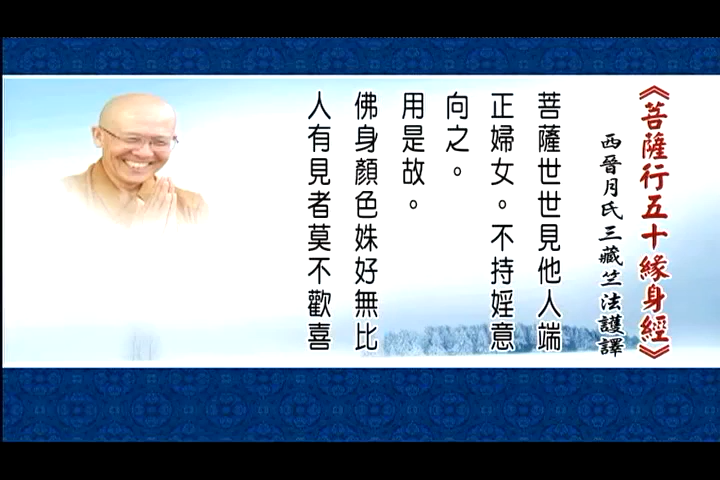 《菩薩行五十緣身經》
西晉月氏三藏竺法護譯
菩薩世世見他人端
正婦女。不持婬意
向之。
用是故。
佛身顏色姝好無比
人有見者莫不歡喜